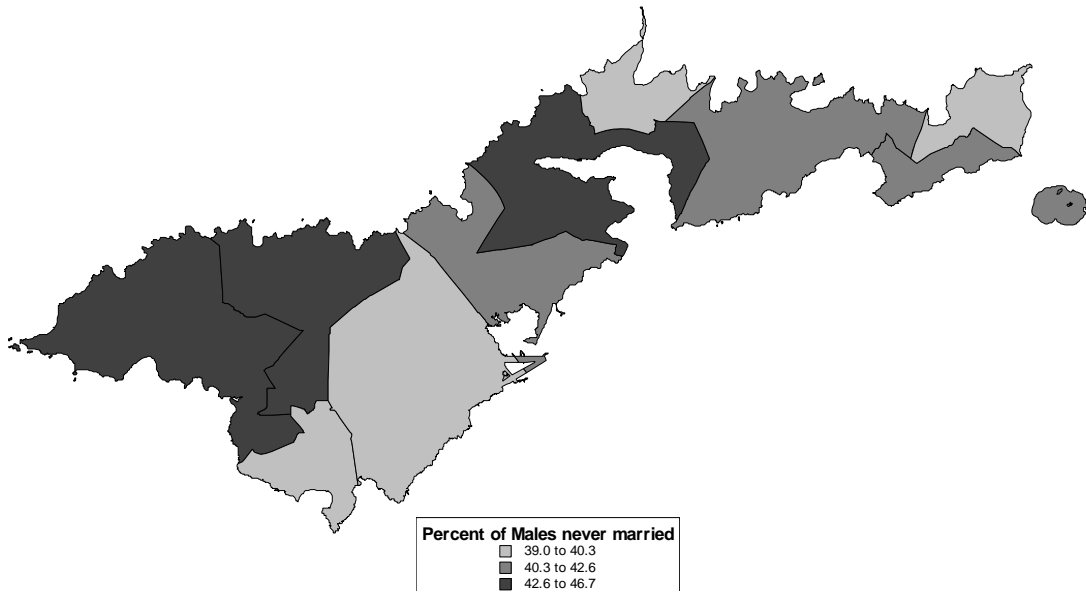 Percent of Males never married
39.0 to 40.3
40.3 to 42.6
42.6 to 46.7